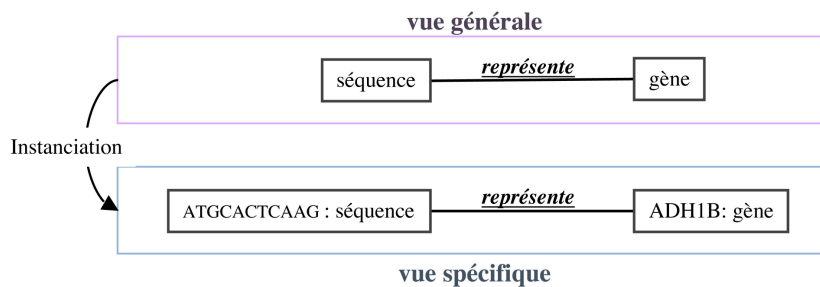 vue générale
séquence représente gène
Instanciation
ATGCACTCAAG : séquence représente ADH1B: gène
vue spécifique